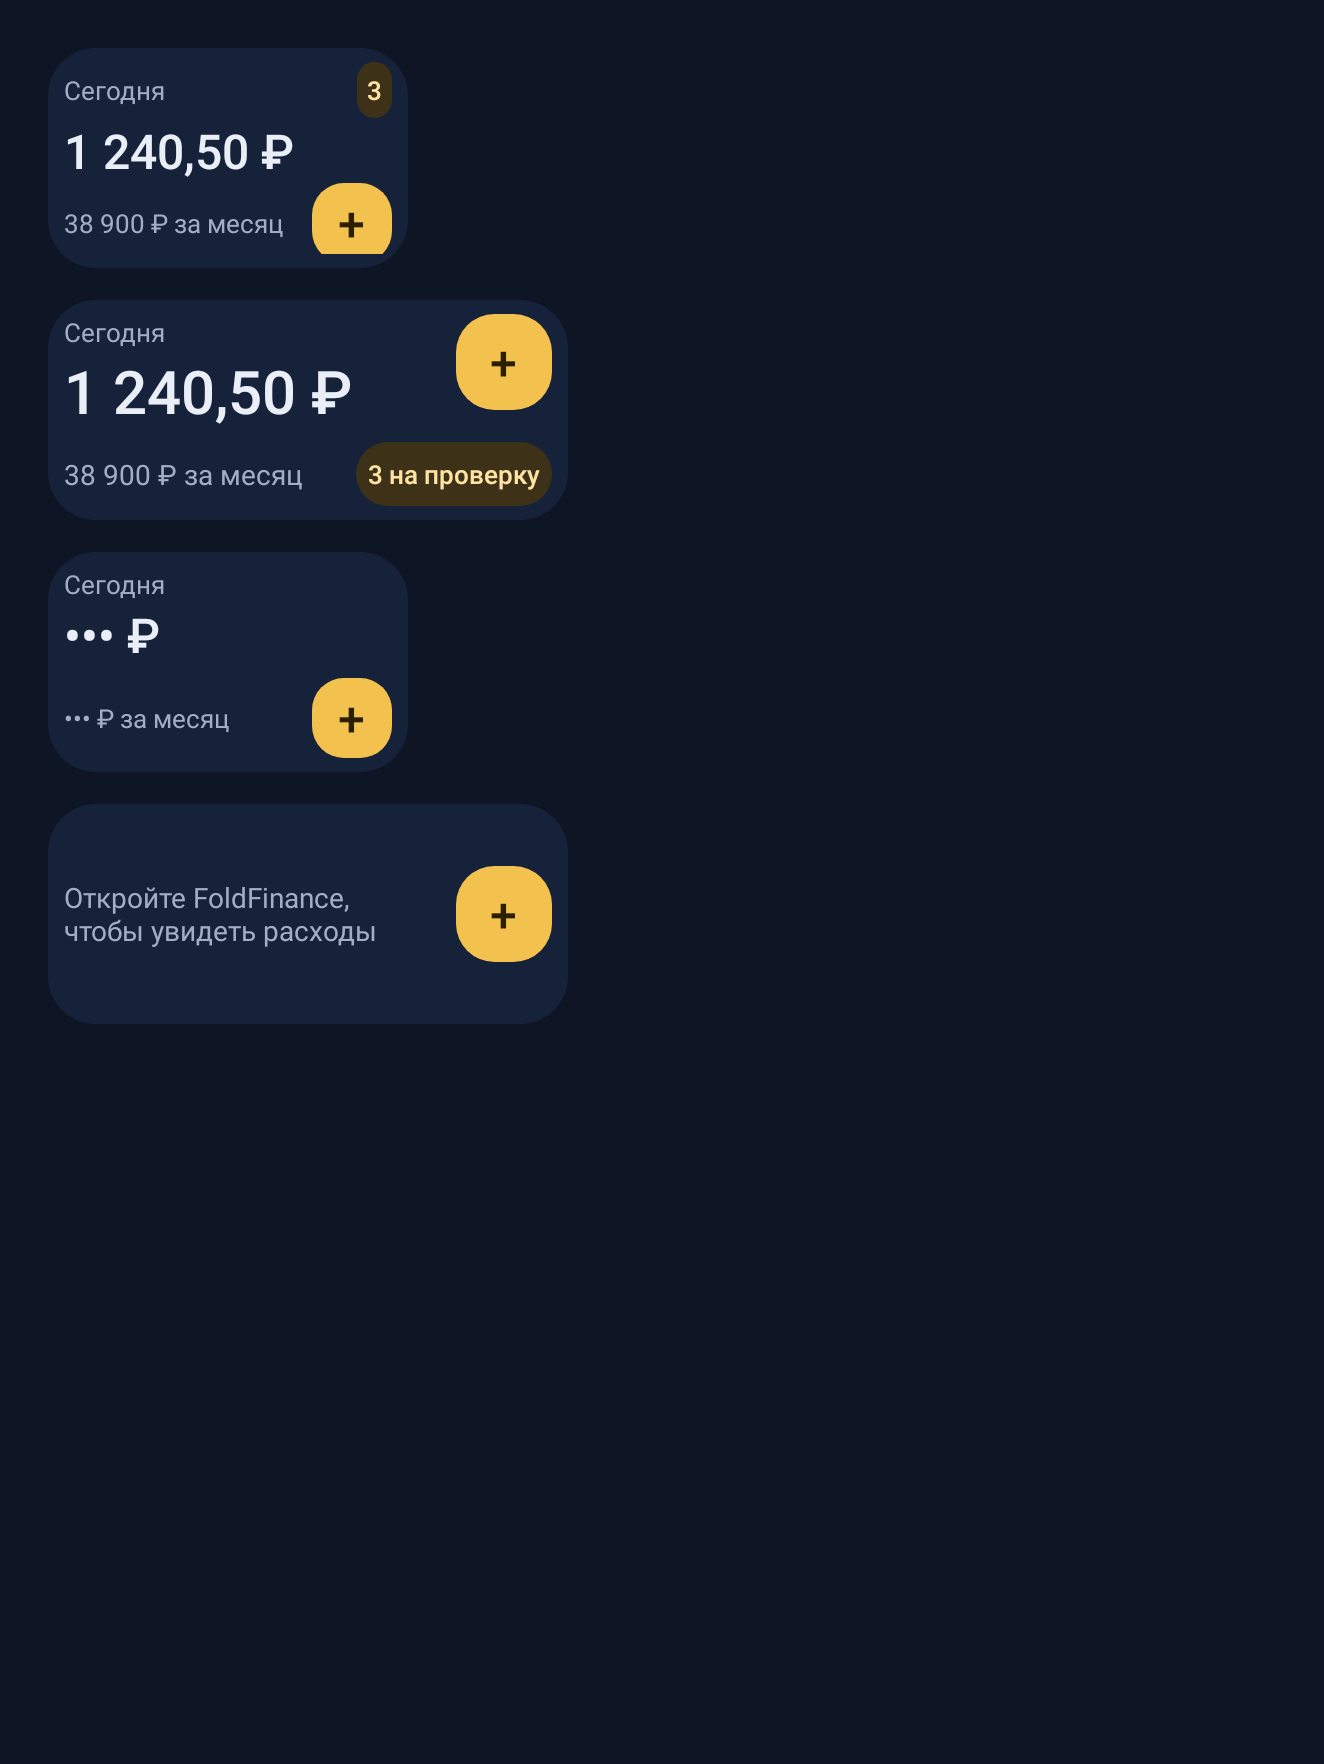 Сегодня 3
1 240,50 ₽
38 900 ₽ за месяц +
Сегодня +
1 240,50 ₽
38 900 ₽ за месяц 3 на проверку
Сегодня
••• ₽
••• ₽ за месяц +
Откройте FoldFinance, +
чтобы увидеть расходы